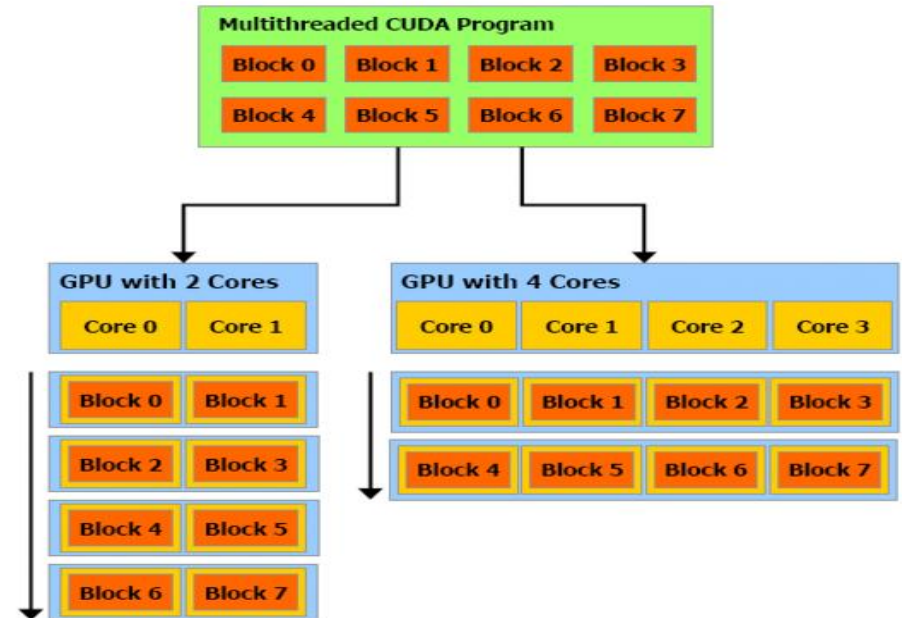 Multithreaded CUDA Program
Block 0 Block 1 Block 2 Block 3
Block 4 Block 5 Block 6 Block 7
GPU with 2 Cores
Core 0 Core 1
Block 0 Block 1
Block 2 Block 3
Block 4 Block 5
Block 6 Block 7
GPU with 4 Cores
Core 0 Core 1 Core 2 Core 3
Block 0 Block 1 Block 2 Block 3
Block 4 Block 5 Block 6 Block 7